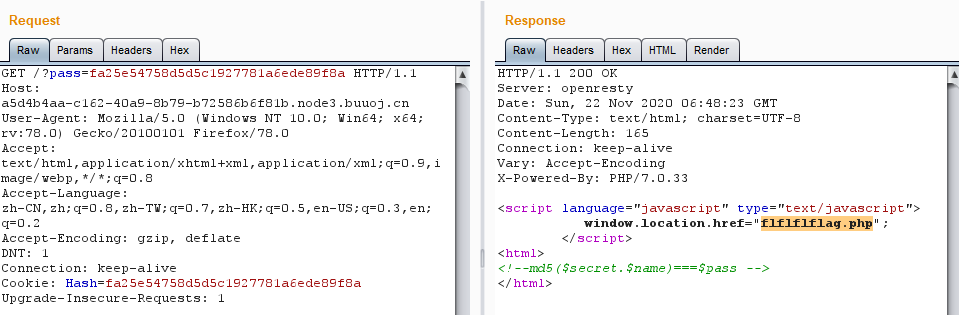 Request
Raw Params Headers Hex
GET /?pass=fa25e54758d5d5c1927781a6ede89f8a HTTP/1.1
Host:
a5d4b4aa-c162-40a9-8b79-b72586b6f81b.node3.buuoj.cn
User-Agent: Mozilla/5.0 (Windows NT 10.0; Win64; x64;
rv:78.0) Gecko/20100101 Firefox/78.0
Accept:
text/html,application/xhtml+xml,application/xml;q=0.9,i
mage/webp,*/*;q=0.8
Accept-Language:
zh-CN,zh;q=0.8,zh-TW;q=0.7,zh-HK;q=0.5,en-US;q=0.3,en;
q=0.2
Accept-Encoding: gzip, deflate
DNT: 1
Connection: keep-alive
Cookie: Hash=fa25e54758d5d5c1927781a6ede89f8a
Upgrade-Insecure-Requests: 1
Response
Raw Headers Hex HTML Render
HTTP/1.1 200 OK
Server: openresty
Date: Sun, 22 Nov 2020 06:48:23 GMT
Content-Type: text/html; charset=UTF-8
Content-Length: 165
Connection: keep-alive
Vary: Accept-Encoding
X-Powered-By: PHP/7.0.33
<script language="javascript" type="text/javascript">
window.location.href="flflflflag.php";
</script>
<html>
<!--md5($secret.$name)===$pass -->
</html>